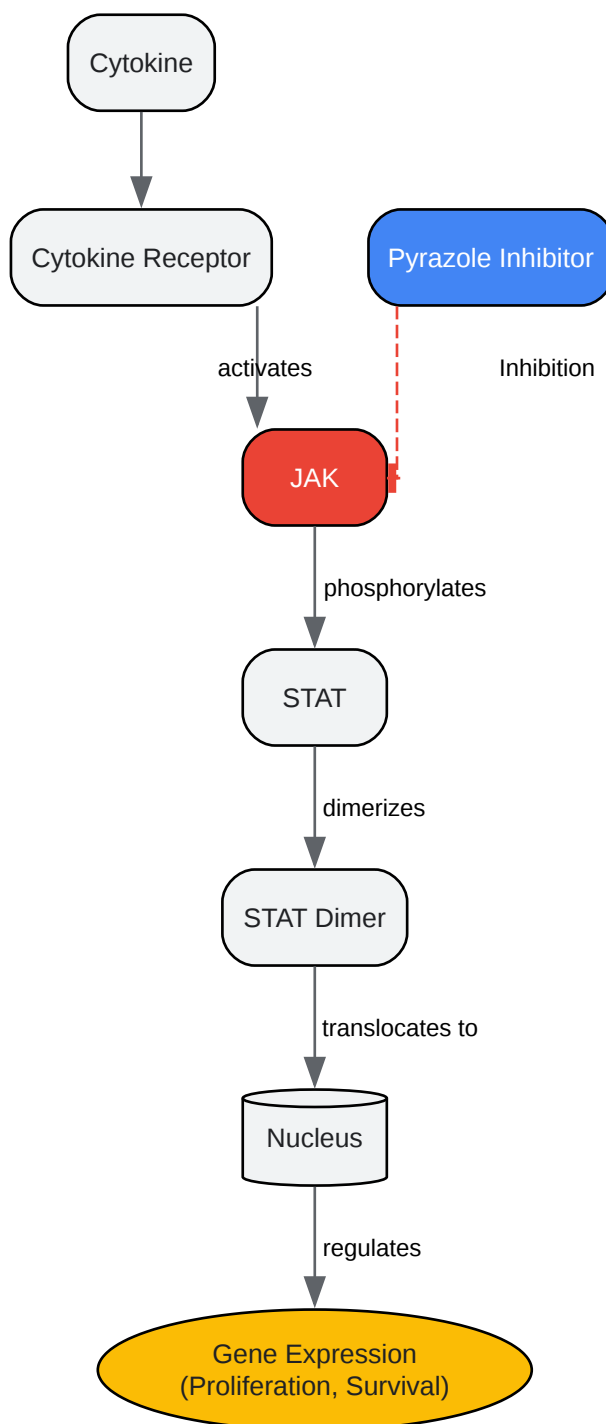 Cytokine
Cytokine Receptor
Pyrazole Inhibitor
activates
Inhibition
JAK
phosphorylates
STAT
dimerizes
STAT Dimer
translocates to
Nucleus
regulates
Gene Expression
(Proliferation, Survival)